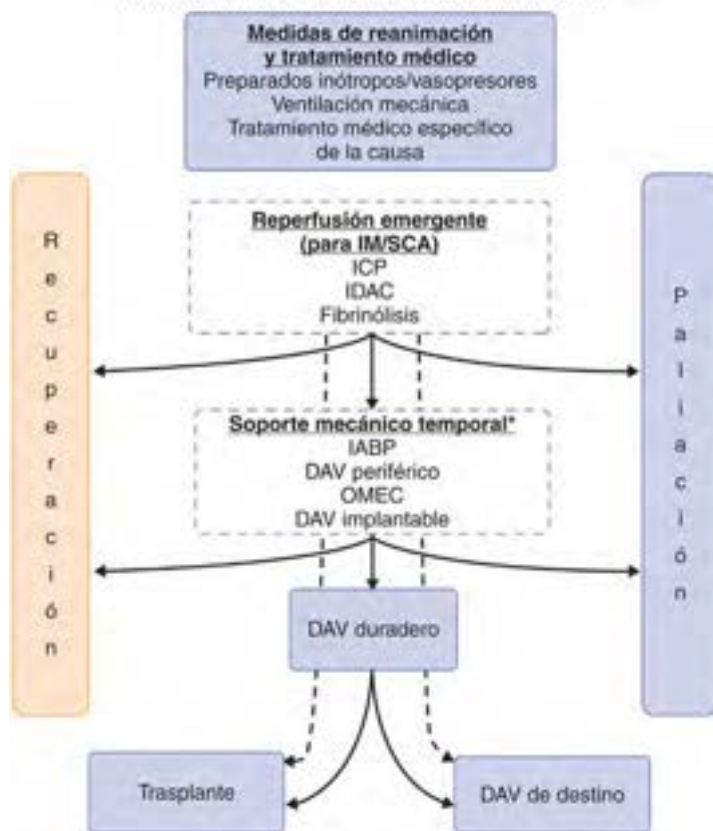 Medidas de reanimación
y tratamiento médico
Preparados inótropos/vasopresores
Ventilación mecánica
Tratamiento médico específico
de la causa
Recuperación
Reperfusión emergente
(para IM/SCA)
ICP
IDAC
Fibrinólisis
Paliación
Soporte mecánico temporal*
IABP
DAV periférico
OMEC
DAV implantable
DAV duradero
Trasplante
DAV de destino